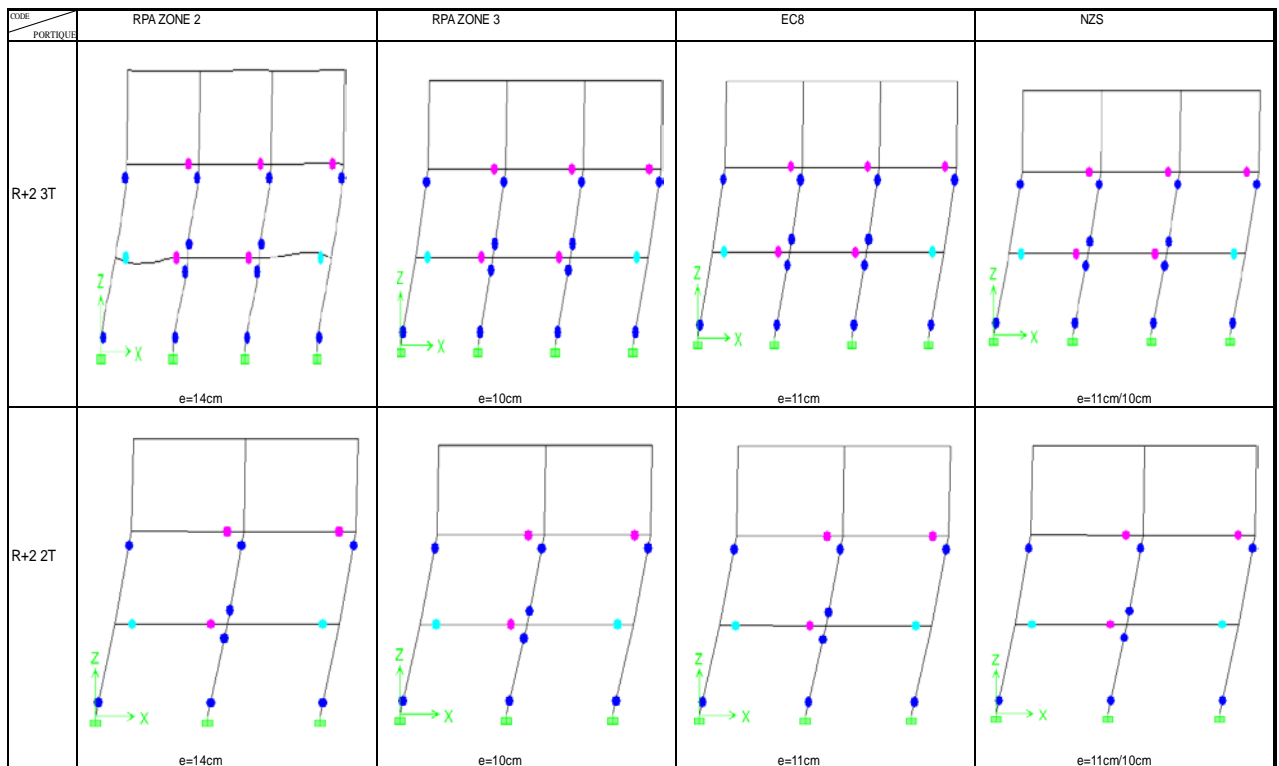 CODE
PORTIQUE
RPA ZONE 2
RPA ZONE 3
EC8
NZS
R+2 3T
Z
X
e=14cm
Z
X
e=10cm
Z
X
e=11cm
Z
X
e=11cm/10cm
R+2 2T
Z
X
e=14cm
Z
X
e=10cm
Z
X
e=11cm
Z
X
e=11cm/10cm